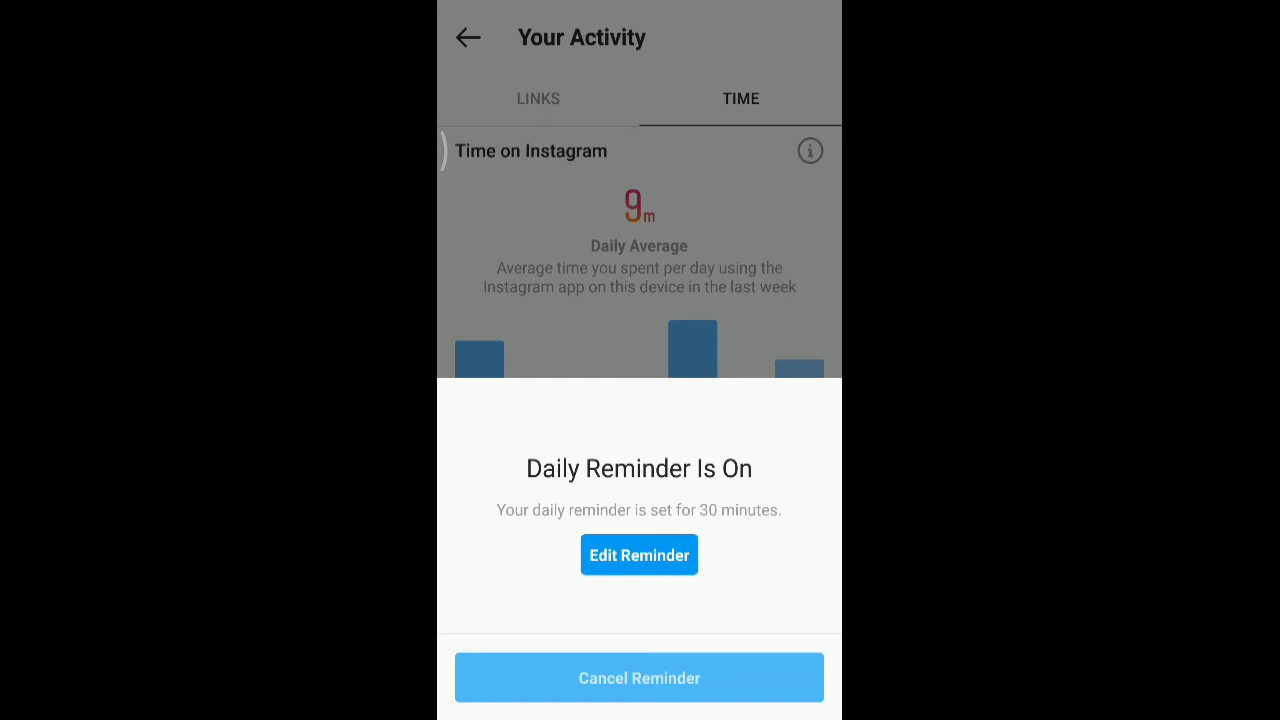 Your Activity
LINKS
TIME
Time on Instagram
9m
Daily Average
Average time you spent per day using the
Instagram app on this device in the last week
Daily Reminder Is On
Your daily reminder is set for 30 minutes.
Edit Reminder
Cancel Reminder